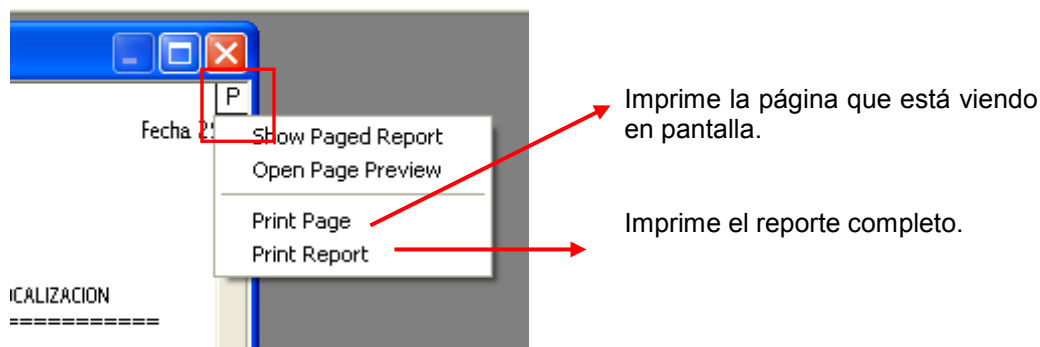 P
Fecha 2
Show Paged Report
Open Page Preview
Print Page
Print Report
Imprime la página que está viendo
en pantalla.
Imprime el reporte completo.
CALIZACION
===========